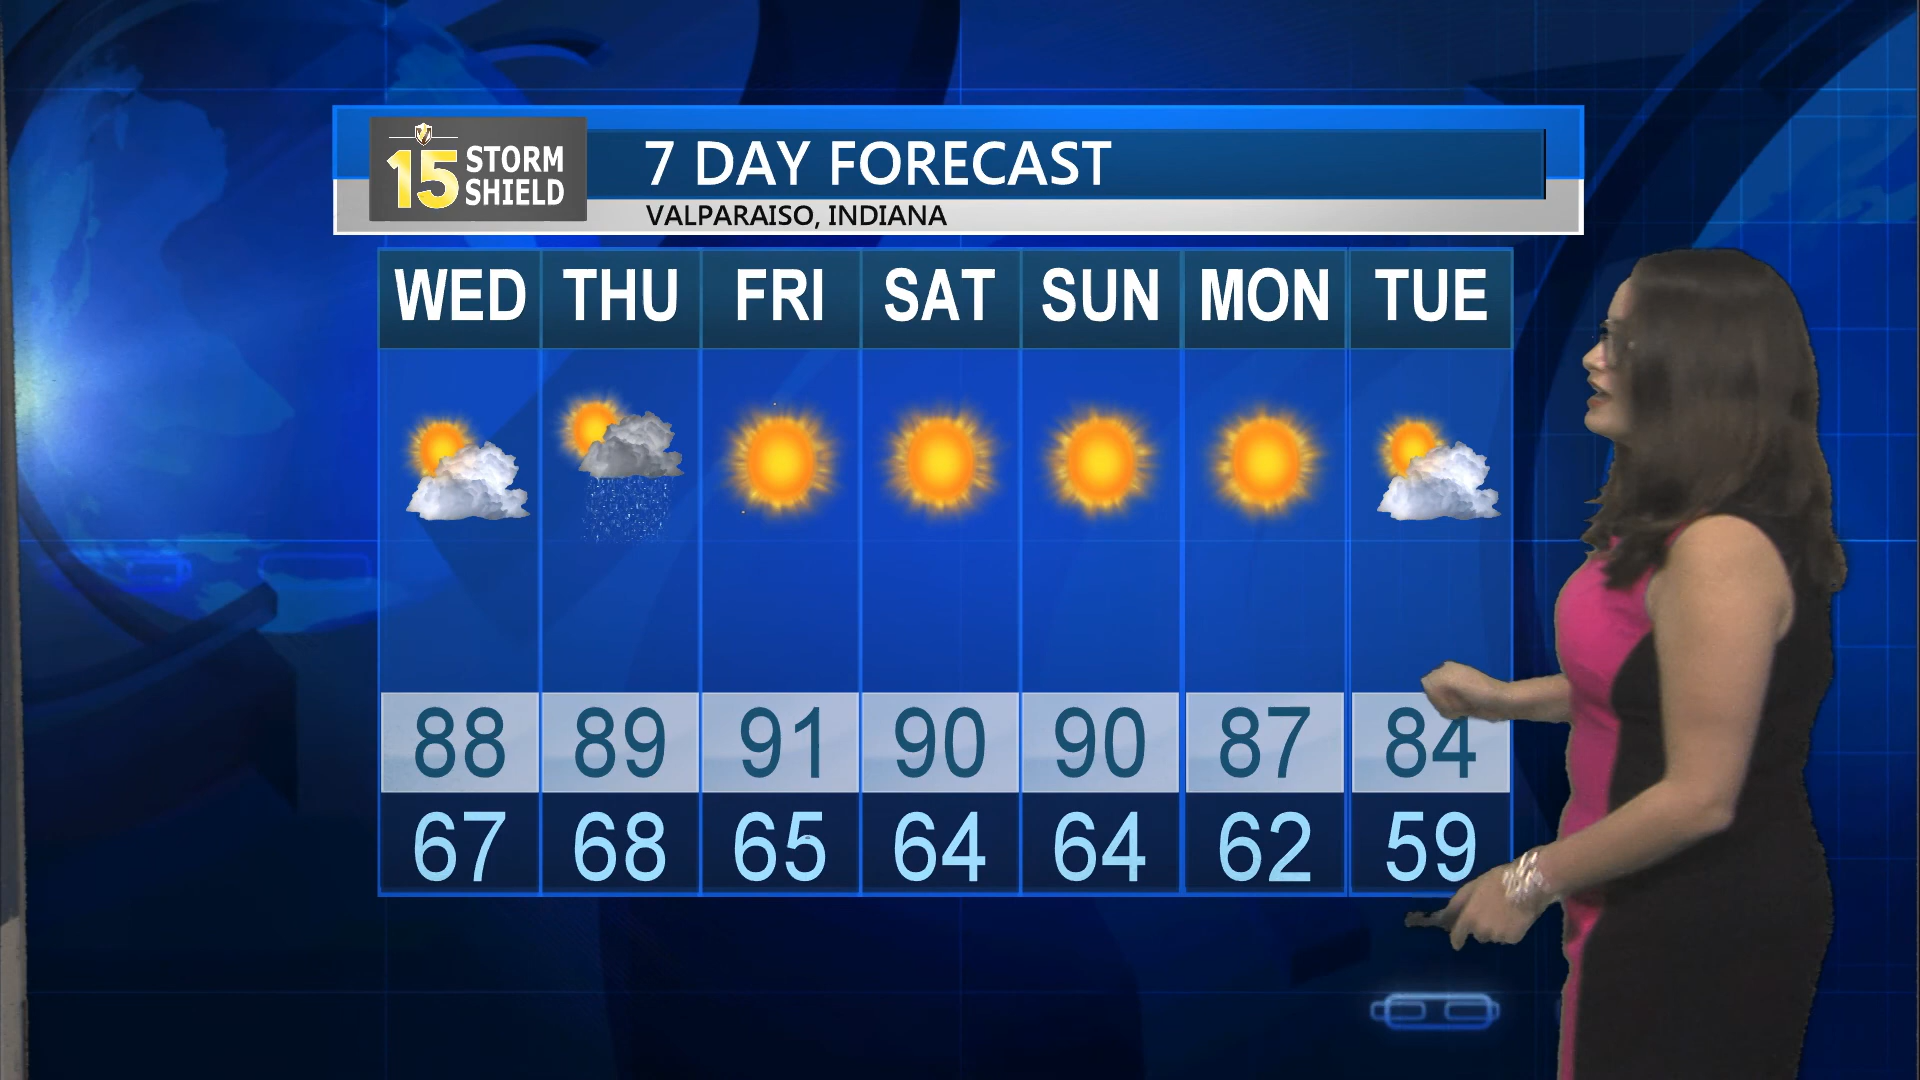 15 STORM
SHIELD
7 DAY FORECAST
VALPARAISO, INDIANA
WED THU FRI SAT SUN MON TUE
88 89 91 90 90 87 84
67 68 65 64 64 62 59